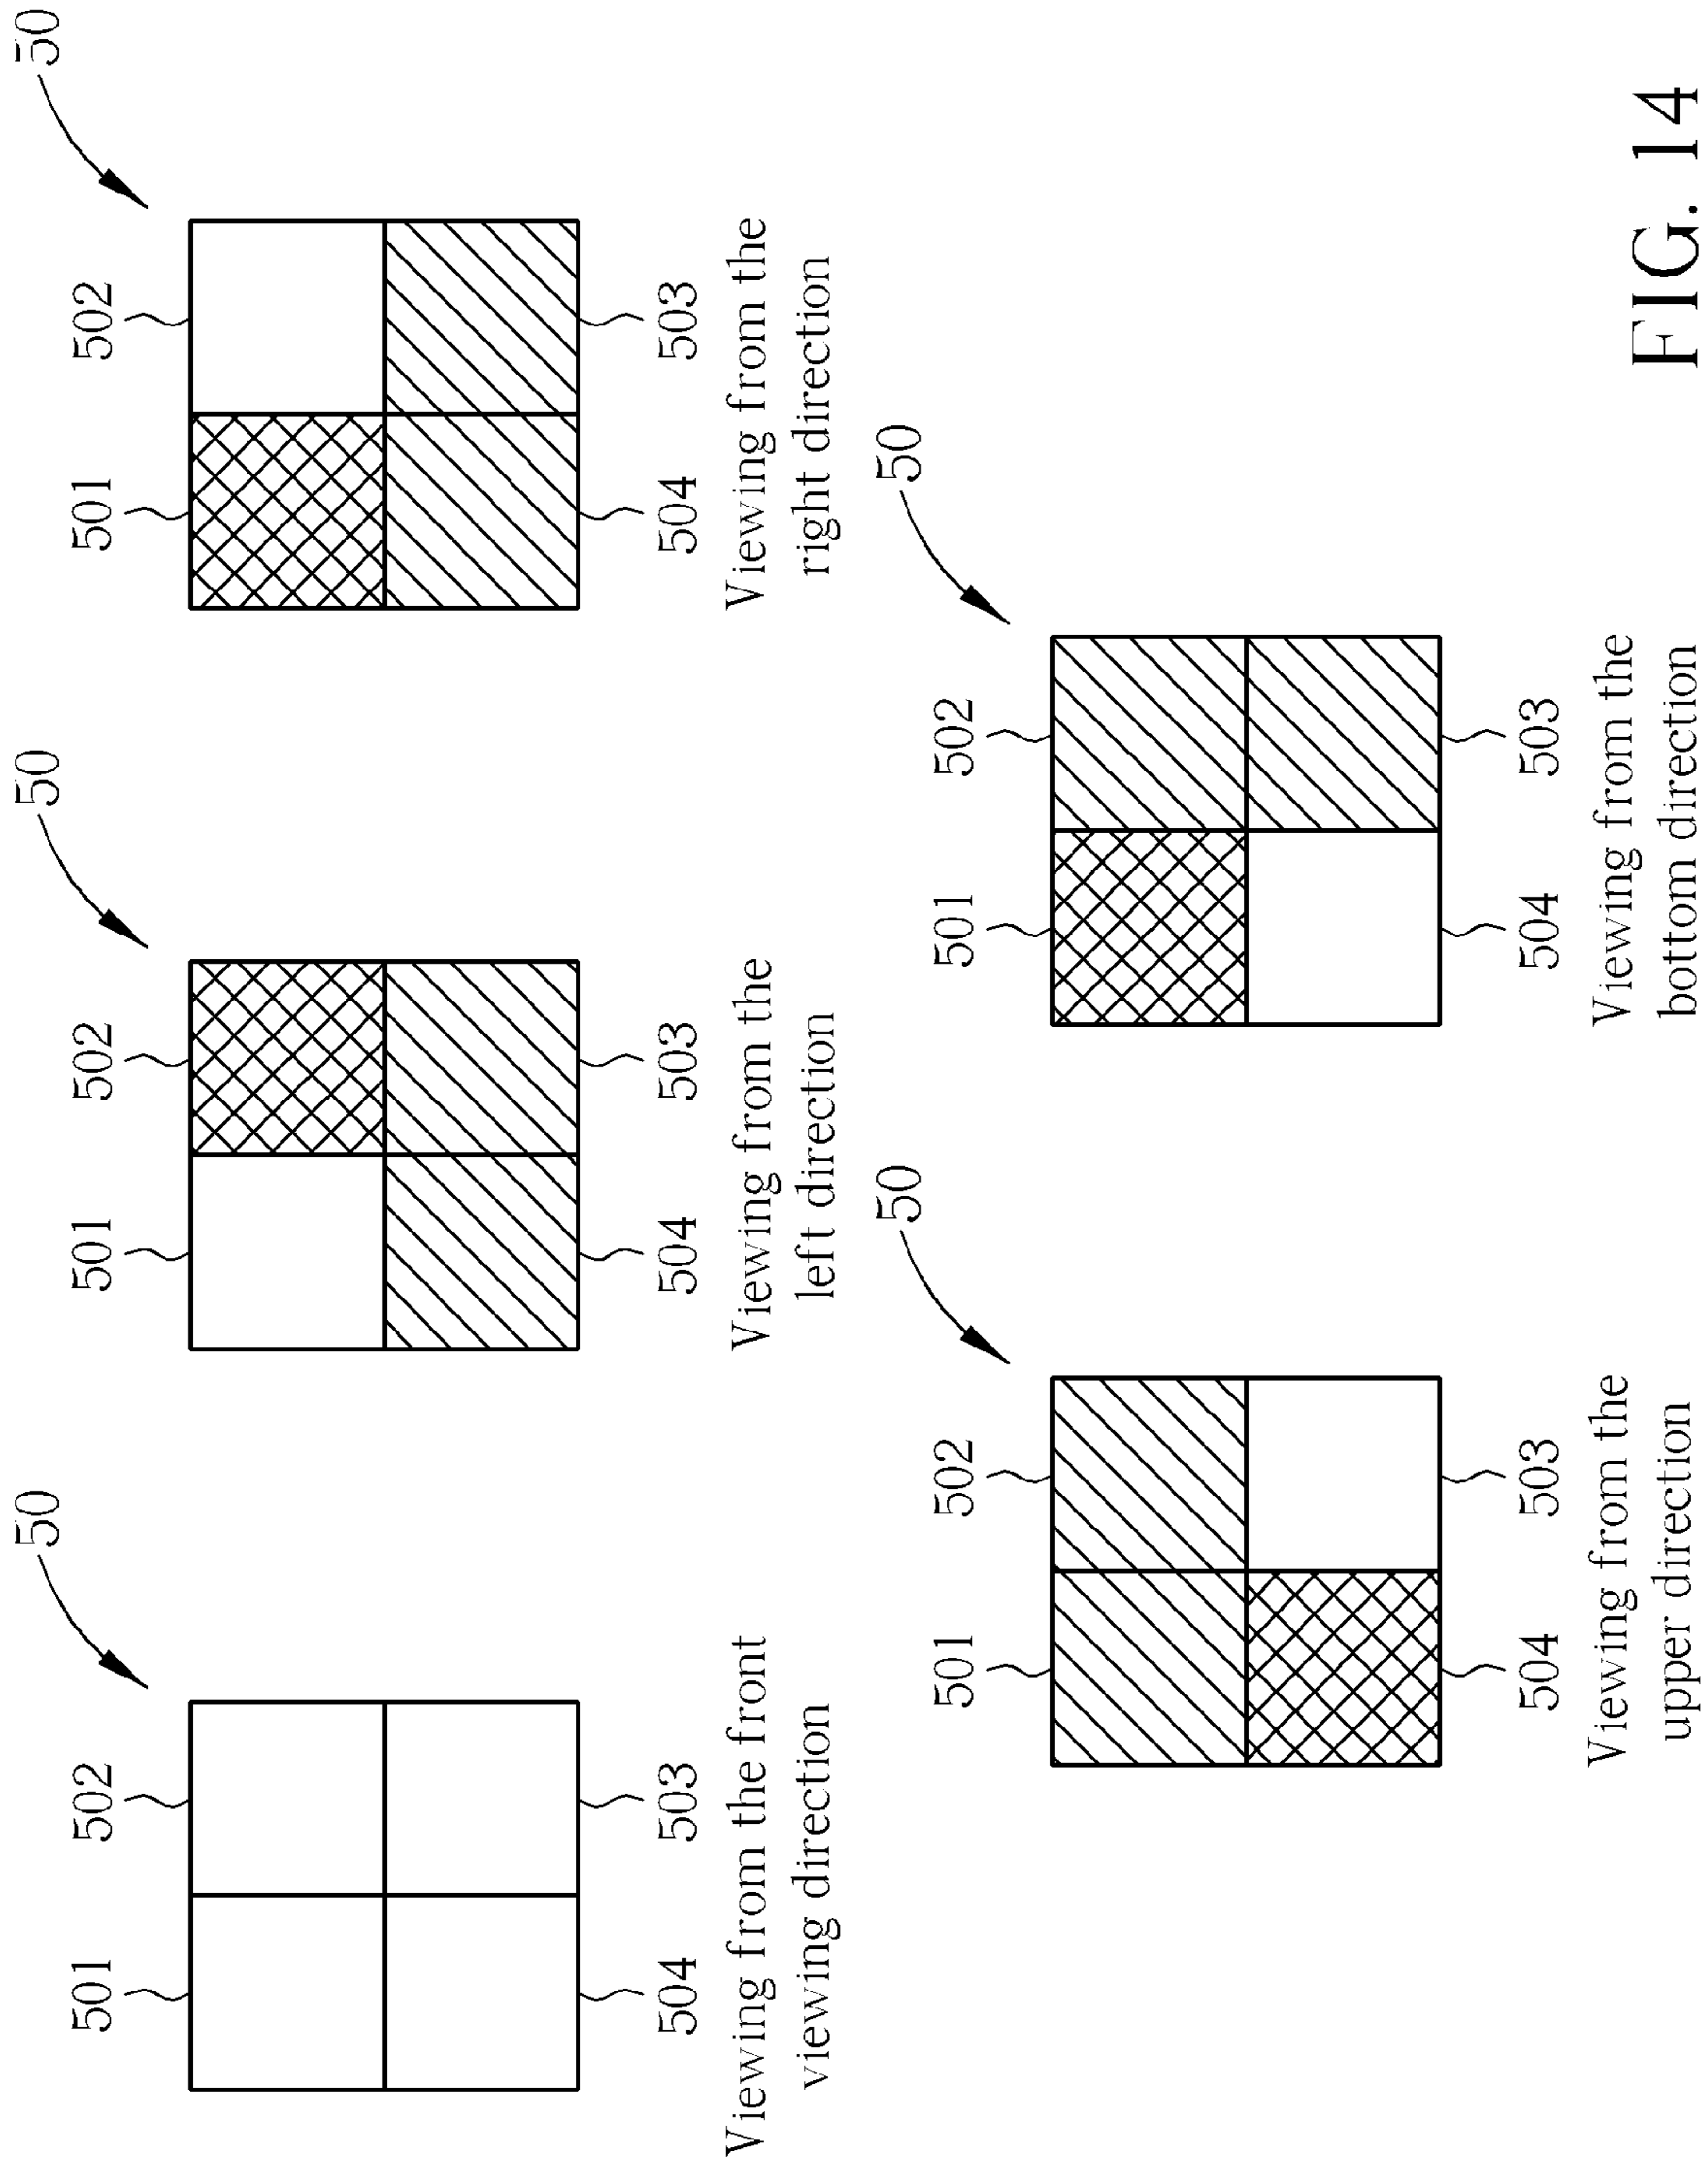 50
501
502
504
503
Viewing from the front
viewing direction
50
501
502
504
503
Viewing from the
left direction
50
501
502
504
503
Viewing from the
right direction
50
501
502
504
503
Viewing from the
upper direction
50
501
502
504
503
Viewing from the
bottom direction
FIG. 14